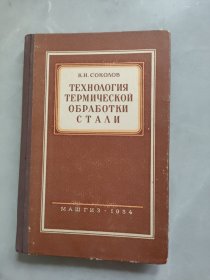 К.Н. СОКОЛОВ
ТЕХНОЛОГИЯ
ТЕРМИЧЕСКОЙ
ОБРАБОТКИ
СТАЛИ
МАШГИЗ · 1954